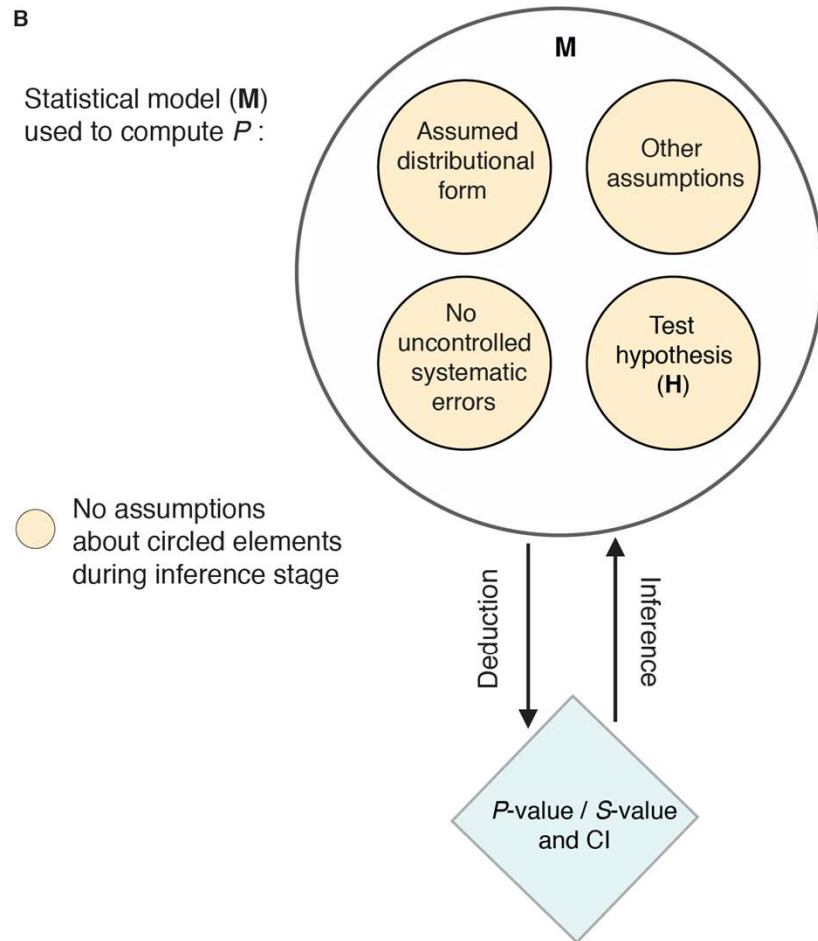 B
Statistical model (M)
used to compute P :
M
Assumed
distributional
form
Other
assumptions
No
uncontrolled
systematic
errors
Test
hypothesis
(H)
No assumptions
about circled elements
during inference stage
Deduction
Inference
P-value / S-value
and CI